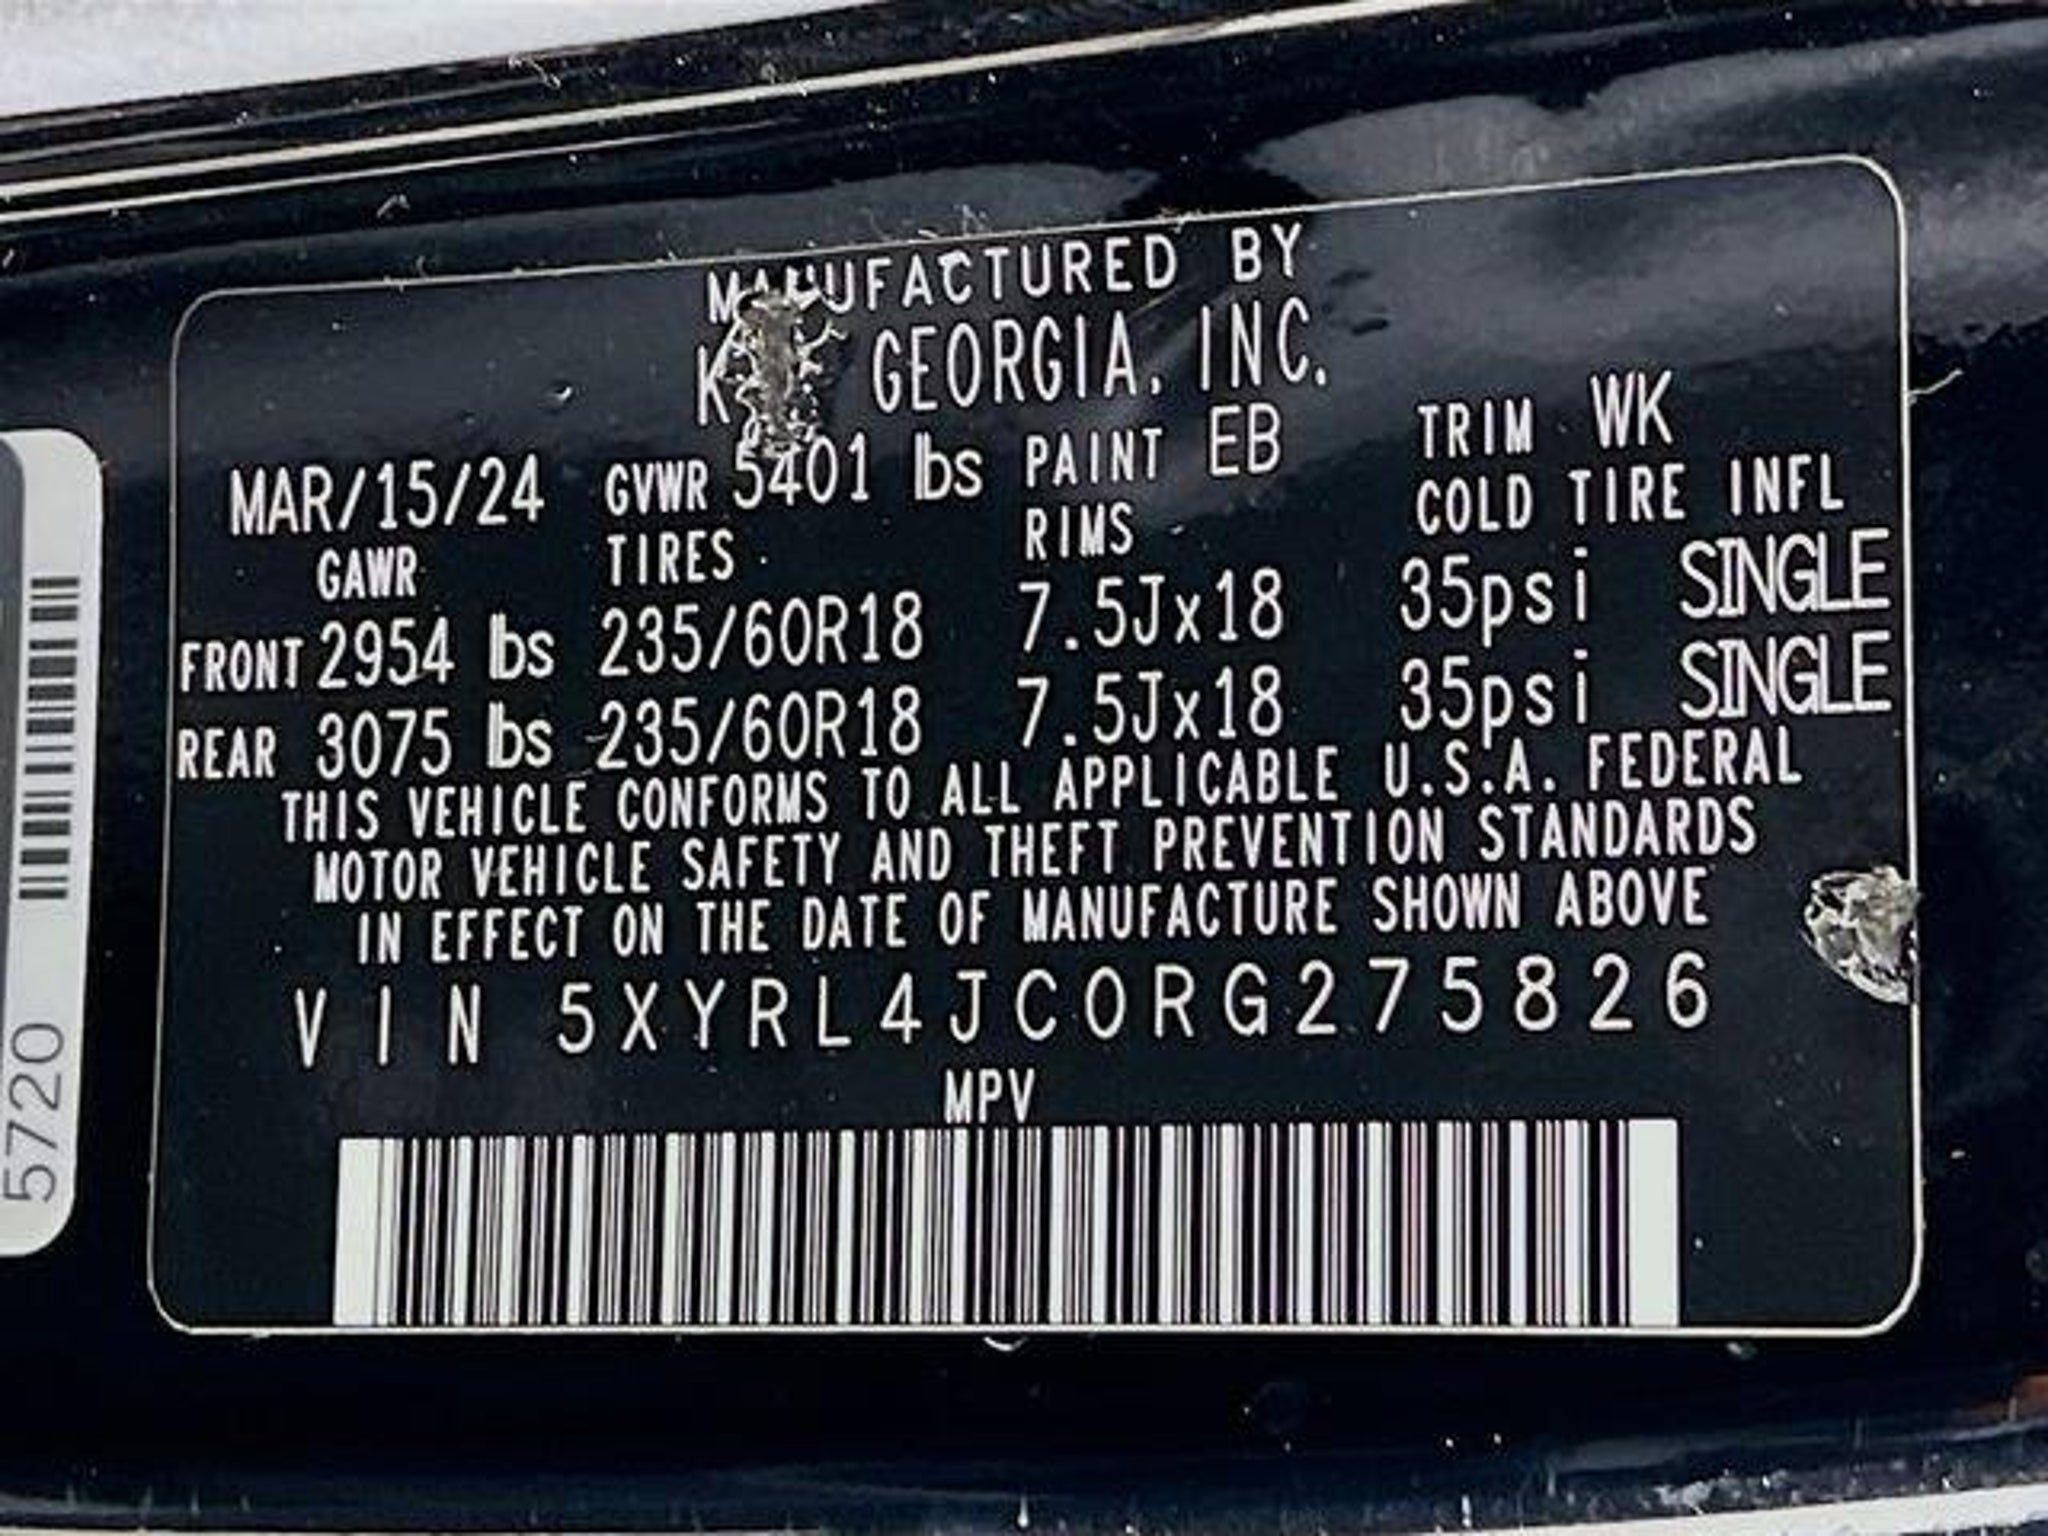 MANUFACTURED BY
GEORGIA, INC.
MAR/15/24 GVWR 5401 lbs PAINT EB TRIM WK
GAWR TIRES RIMS COLD TIRE INFL
FRONT 2954 lbs 235/60R18 7.5Jx18 35psi SINGLE
REAR 3075 lbs 235/60R18 7.5Jx18 35psi SINGLE
THIS VEHICLE CONFORMS TO ALL APPLICABLE U.S.A. FEDERAL
MOTOR VEHICLE SAFETY AND THEFT PREVENTION STANDARDS
IN EFFECT ON THE DATE OF MANUFACTURE SHOWN ABOVE
VIN 5XYRL4JC0RG275826
MPV
5720